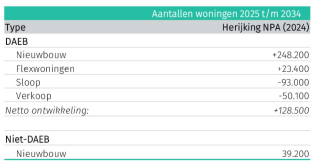 Aantallen woningen 2025 t/m 2034
Type Herijking NPA (2024)
DAEB
Nieuwbouw +248.200
Flexwoningen +23.400
Sloop -93.000
Verkoop -50.100
Netto ontwikkeling: +128.500
Niet-DAEB
Nieuwbouw 39.200